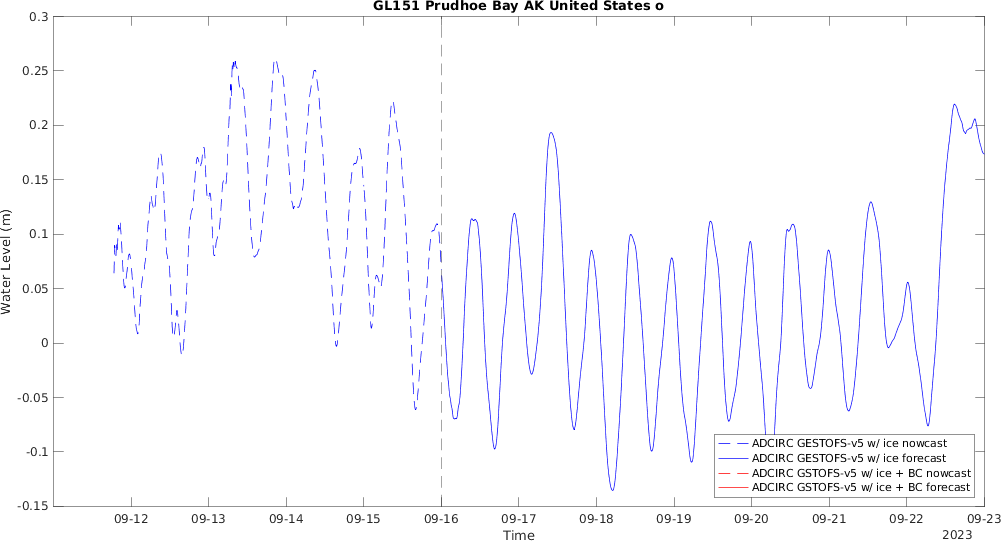 GL151 Prudhoe Bay AK United States o
0.3
0.25
0.2
0.15
0.1
0.05
0
-0.05
-0.1
-0.15
Water Level (m)
ADCIRC GESTOFS-v5 w/ ice nowcast
ADCIRC GESTOFS-v5 w/ ice forecast
ADCIRC GSTOFS-v5 w/ice + BC nowcast
ADCIRC GSTOFS-v5 w/ice + BC forecast
09-12 09-13 09-14 09-15 09-16 09-17 09-18 09-19 09-20 09-21 09-22 09-23
Time
2023